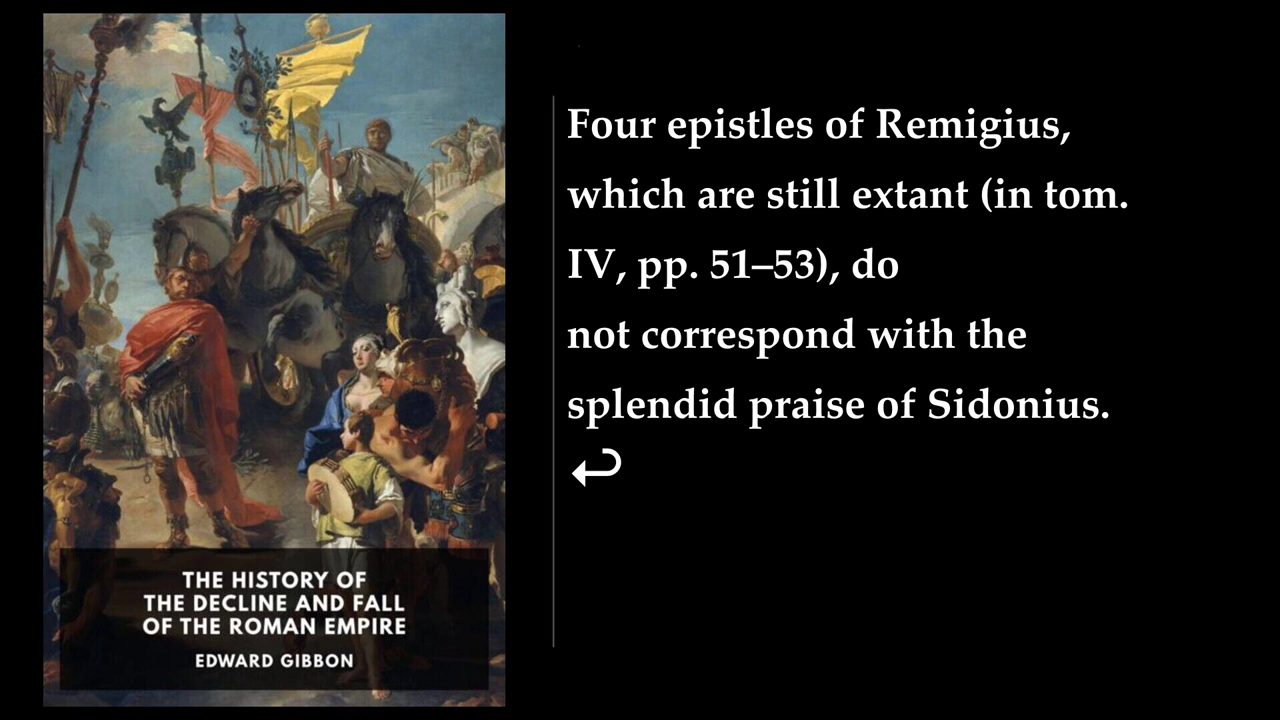 THE HISTORY OF
THE DECLINE AND FALL
OF THE ROMAN EMPIRE
EDWARD GIBBON
Four epistles of Remigius,
which are still extant (in tom.
IV, pp. 51–53), do
not correspond with the
splendid praise of Sidonius.
↩